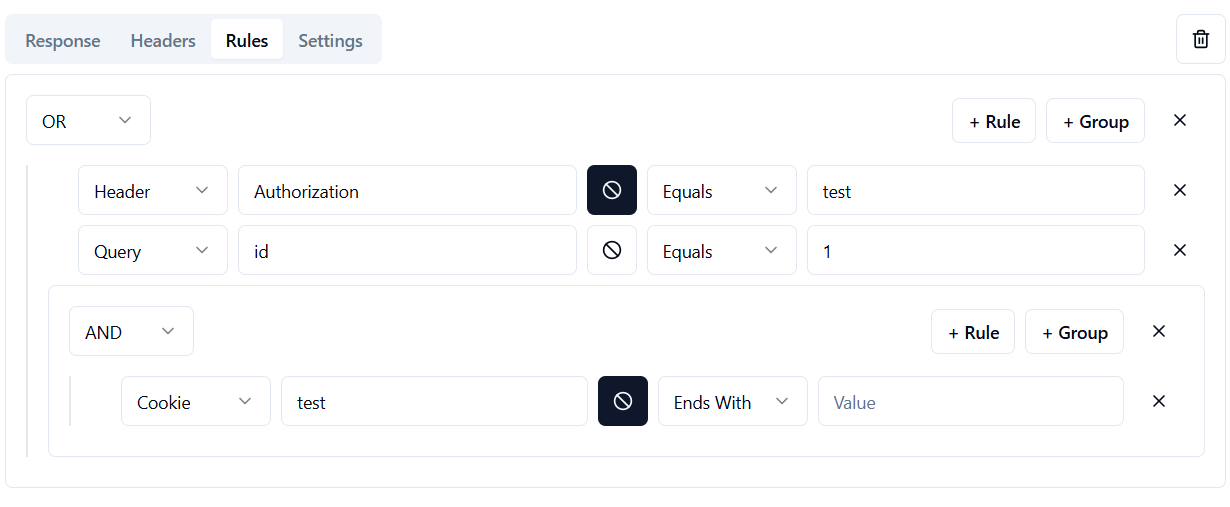 Response Headers Rules Settings
OR + Rule + Group
Header Authorization Equals test
Query id Equals 1
AND + Rule + Group
Cookie test Ends With Value